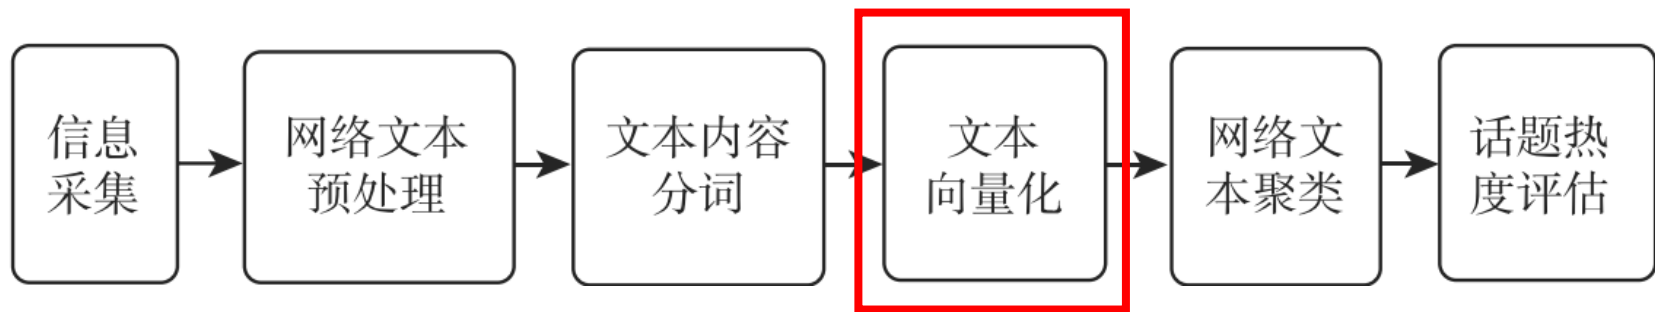 信息
采集
网络文本
预处理
文本内容
分词
文本
向量化
网络文
本聚类
话题热
度评估